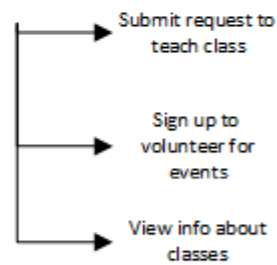 Submit request to
teach class
Sign up to
volunteer for
events
View info about
classes